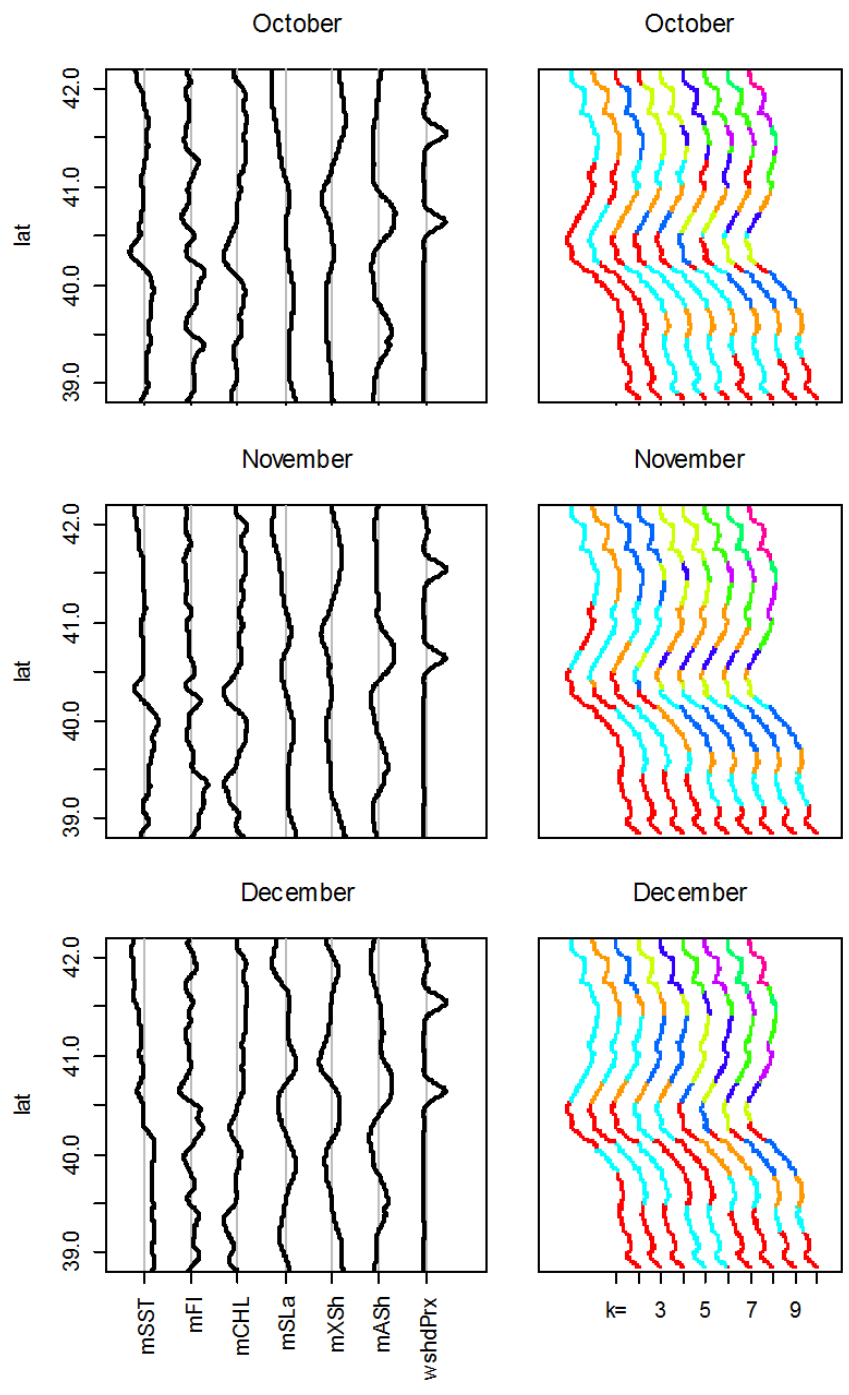 October
October
lat
42.0
41.0
40.0
39.0
November
November
lat
42.0
41.0
40.0
39.0
December
December
lat
42.0
41.0
40.0
39.0
mSST
mFI
mCHL
mSLa
mXSh
mASh
wshdPrx
k= 3 5 7 9